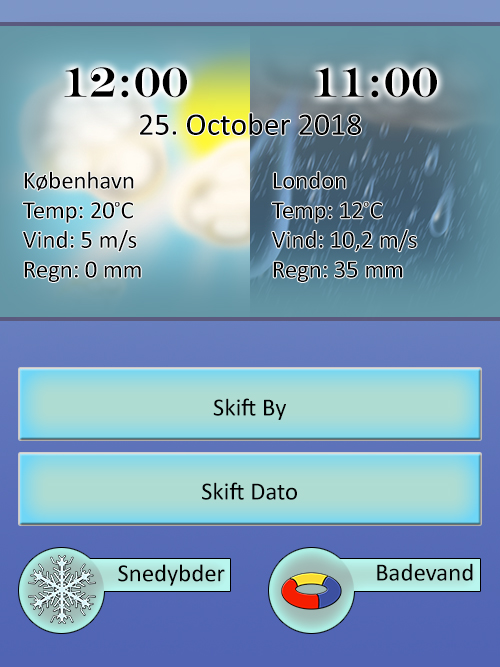 12:00
11:00
25. October 2018
København
Temp: 20°C
Vind: 5 m/s
Regn: 0 mm
London
Temp: 12°C
Vind: 10,2 m/s
Regn: 35 mm
Skift By
Skift Dato
Snedybder
Badevand